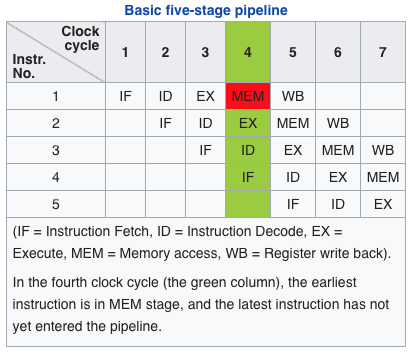 Basic five-stage pipeline
Clock
cycle
Instr.
No.
1 2 3 4 5 6 7
1 IF ID EX MEM WB
2 IF ID EX MEM WB
3 IF ID EX MEM WB
4 IF ID EX MEM
5 IF ID EX
(IF = Instruction Fetch, ID = Instruction Decode, EX =
Execute, MEM = Memory access, WB = Register write back).
In the fourth clock cycle (the green column), the earliest
instruction is in MEM stage, and the latest instruction has not
yet entered the pipeline.